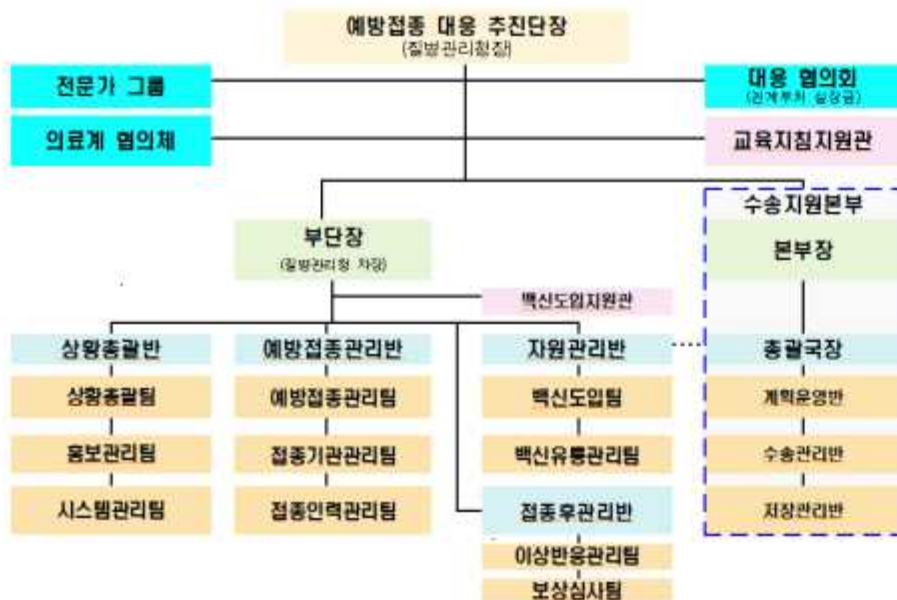 예방접종 대응 추진단장
(질병관리청장)
전문가 그룹
대응 협의회
(관계부처 실장급)
의료계 협의체
교육지침지원관
수송지원본부
부단장
(질병관리청 차장)
본부장
백신도입지원관
상황총괄반
예방접종관리반
자원관리반
총괄국장
상황총괄팀
예방접종관리팀
백신도입팀
계획운영반
홍보관리팀
접종기관관리팀
백신유통관리팀
수송관리반
시스템관리팀
접종인력관리팀
접종후관리반
저장관리반
이상반응관리팀
보상심사팀